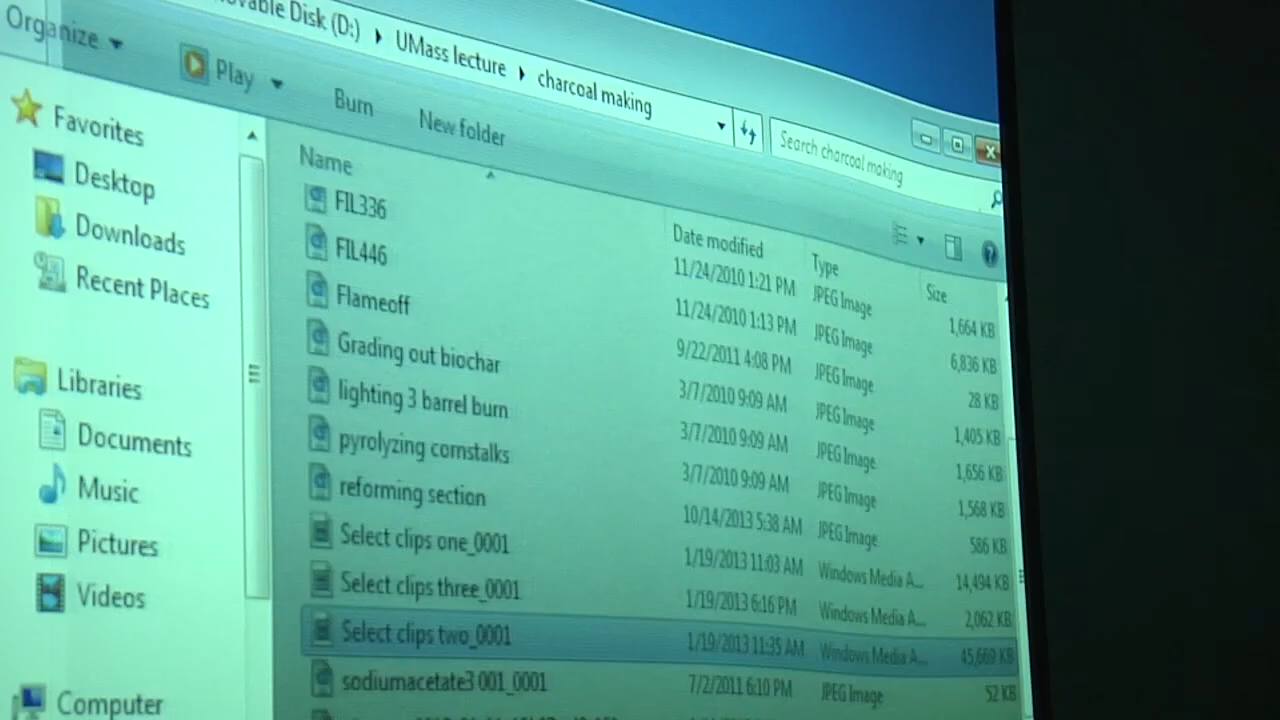 Organize
ovable Disk (D:) UMass lecture charcoal making
Search charcoal making
Play Burn New folder
Favorites
Desktop
Downloads
Recent Places
Libraries
Documents
Music
Pictures
Videos
Computer
Name Date modified Type Size
FIL336 11/24/2010 1:21 PM JPEG Image 1,664 KB
FIL446 11/24/2010 1:13 PM JPEG Image 6,836 KB
Flameoff 9/22/2011 4:08 PM JPEG Image 28 KB
Grading out biochar 3/7/2010 9:09 AM JPEG Image 1,405 KB
lighting 3 barrel burn 3/7/2010 9:09 AM JPEG Image 1,656 KB
pyrolyzing cornstalks 3/7/2010 9:09 AM JPEG Image 1,568 KB
reforming section 10/14/2013 5:38 AM JPEG Image 586 KB
Select clips one_0001 1/19/2013 11:03 AM Windows Media A... 14,494 KB
Select clips three_0001 1/19/2013 6:16 PM Windows Media A... 2,062 KB
Select clips two_0001 1/19/2013 11:35 AM Windows Media A... 45,669 KB
sodiumacetate3 001_0001 7/2/2011 6:10 PM JPEG Image 52 KB